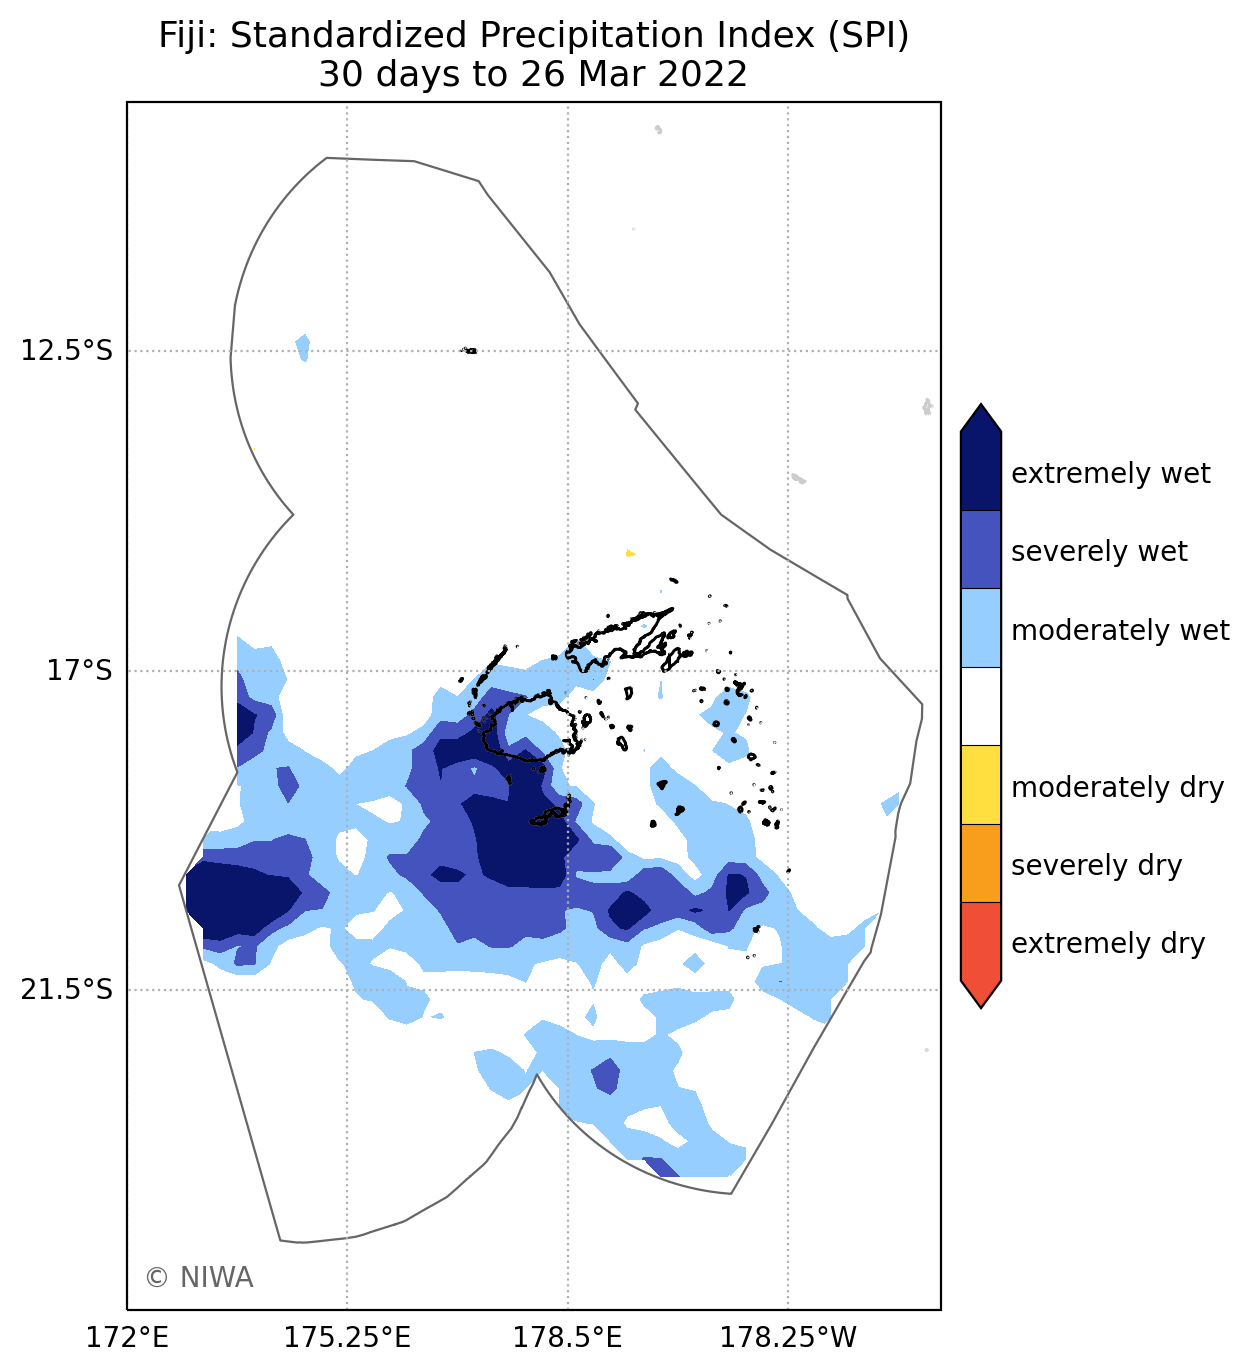 Fiji: Standardized Precipitation Index (SPI)
30 days to 26 Mar 2022
12.5°S
17°S
21.5°S
172°E
175.25°E
178.5°E
178.25°W
extremely wet
severely wet
moderately wet
moderately dry
severely dry
extremely dry
© NIWA